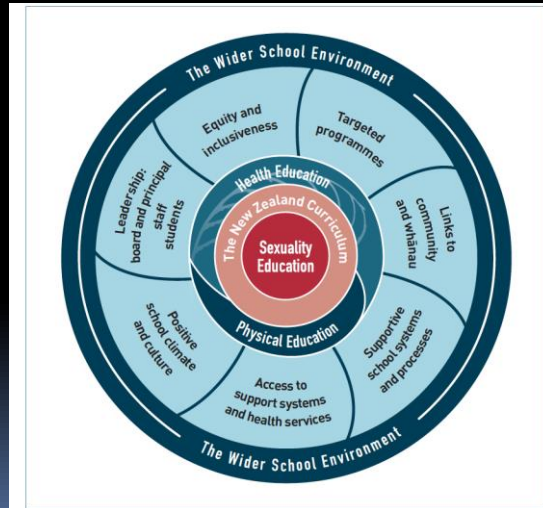 The Wider School Environment
Equity and
inclusiveness
Targeted
programmes
Links to
community
and whānau
Supportive
school systems
and processes
Access to
support systems
and health services
Positive
school climate
and culture
Leadership:
board and principal
staff
students
Health Education
The New Zealand Curriculum
Sexuality
Education
Physical Education
The Wider School Environment